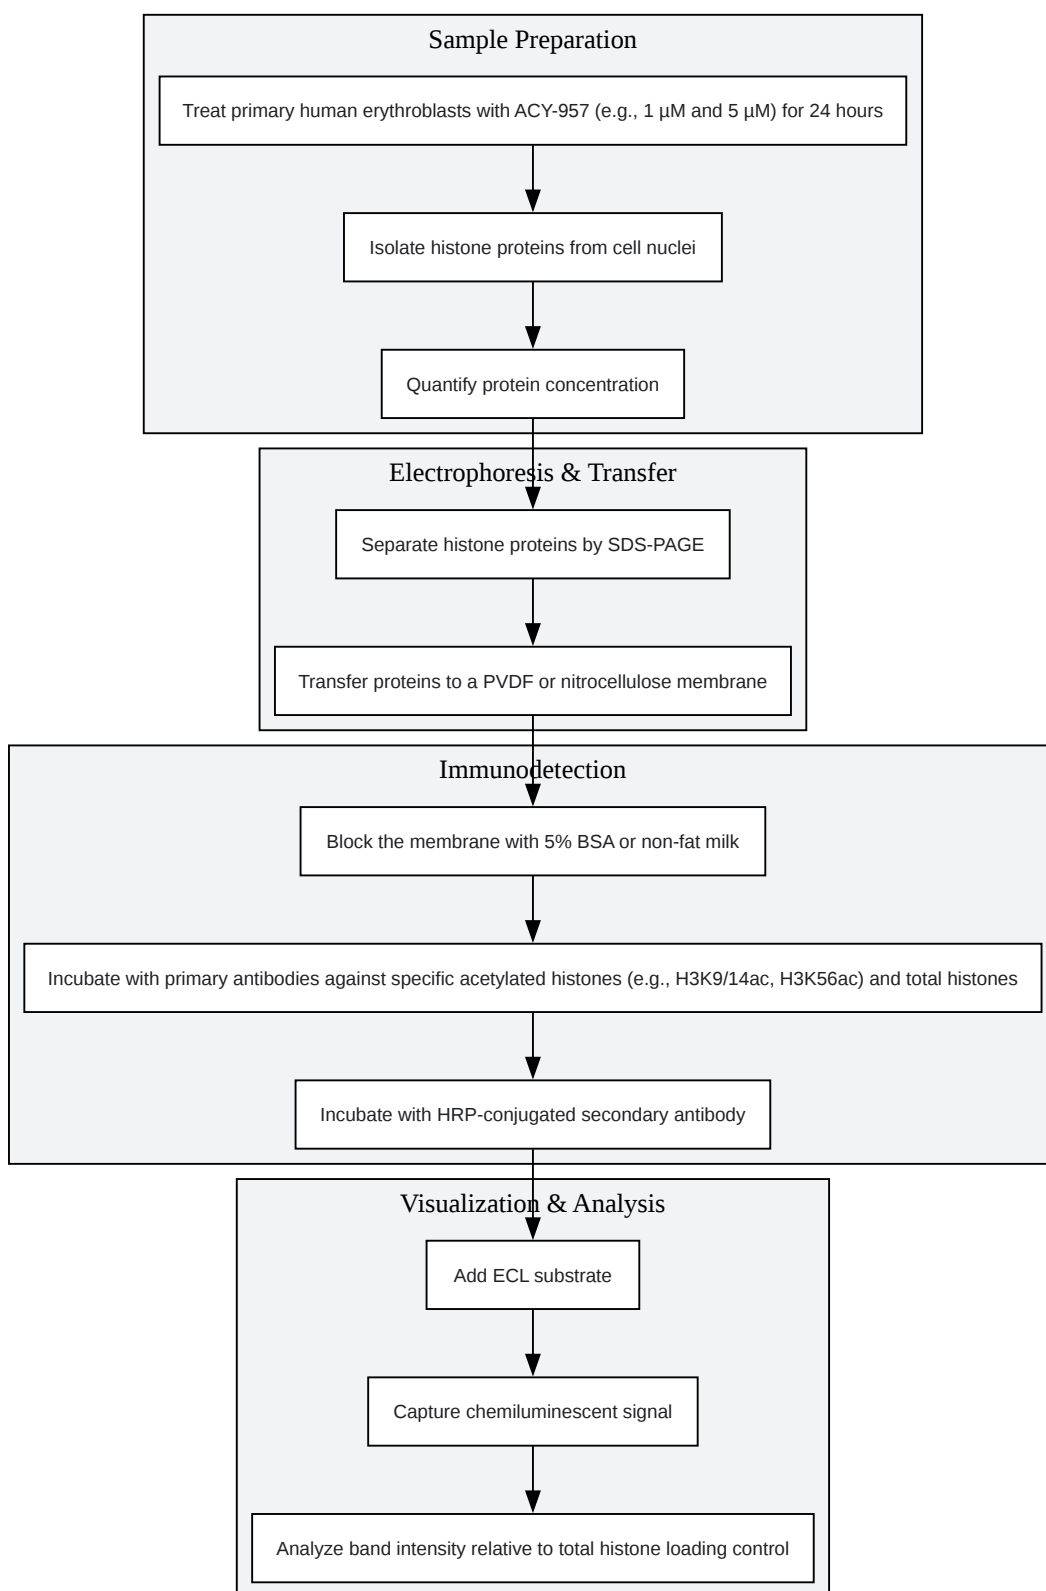 Sample Preparation
Treat primary human erythroblasts with ACY-957 (e.g., 1 µM and 5 µM) for 24 hours
Isolate histone proteins from cell nuclei
Quantify protein concentration
Electrophoresis & Transfer
Separate histone proteins by SDS-PAGE
Transfer proteins to a PVDF or nitrocellulose membrane
Immunodetection
Block the membrane with 5% BSA or non-fat milk
Incubate with primary antibodies against specific acetylated histones (e.g., H3K9/14ac, H3K56ac) and total histones
Incubate with HRP-conjugated secondary antibody
Visualization & Analysis
Add ECL substrate
Capture chemiluminescent signal
Analyze band intensity relative to total histone loading control